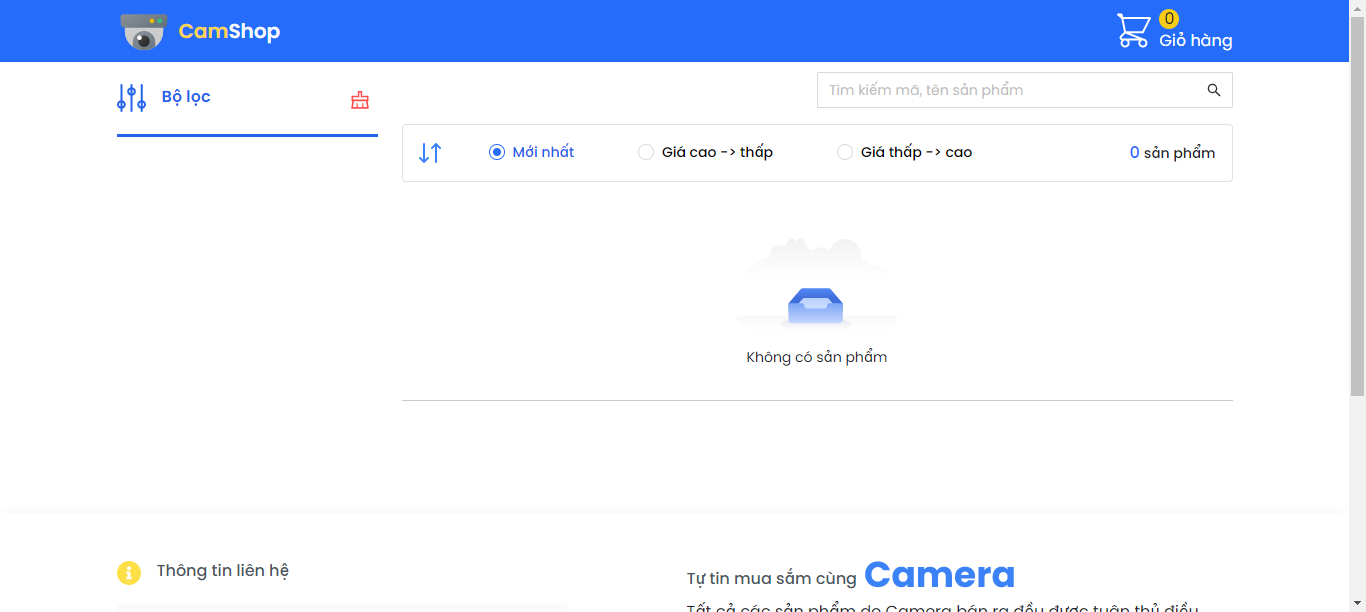 CamShop
0
Giỏ hàng
Bộ lọc
Tìm kiếm mã, tên sản phẩm
Mới nhất
Giá cao -> thấp
Giá thấp -> cao
0 sản phẩm
Không có sản phẩm
Thông tin liên hệ
Tự tin mua sắm cùng Camera
Tất cả các sản phẩm do Camera bán ra đều được tuân thủ điều